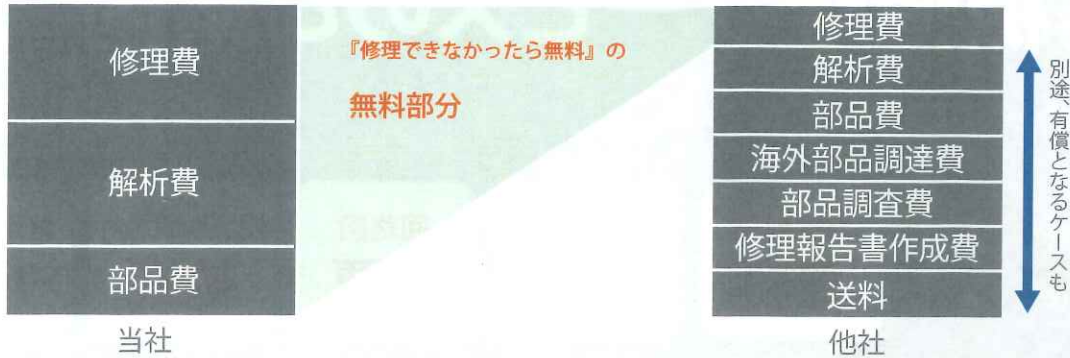 修理費
解析費
部品費
当社
『修理できなかったら無料』の
無料部分
修理費
解析費
部品費
海外部品調達費
部品調査費
修理報告書作成費
送料
他社
別途、有償となるケースも